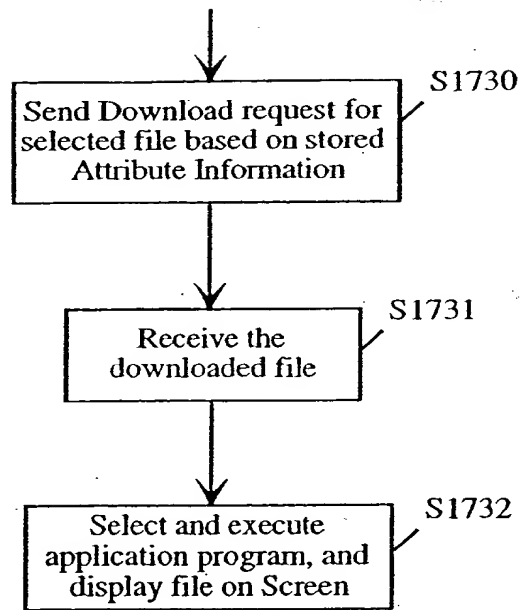 S1730
Send Download request for
selected file based on stored
Attribute Information
S1731
Receive the
downloaded file
S1732
Select and execute
application program, and
display file on Screen